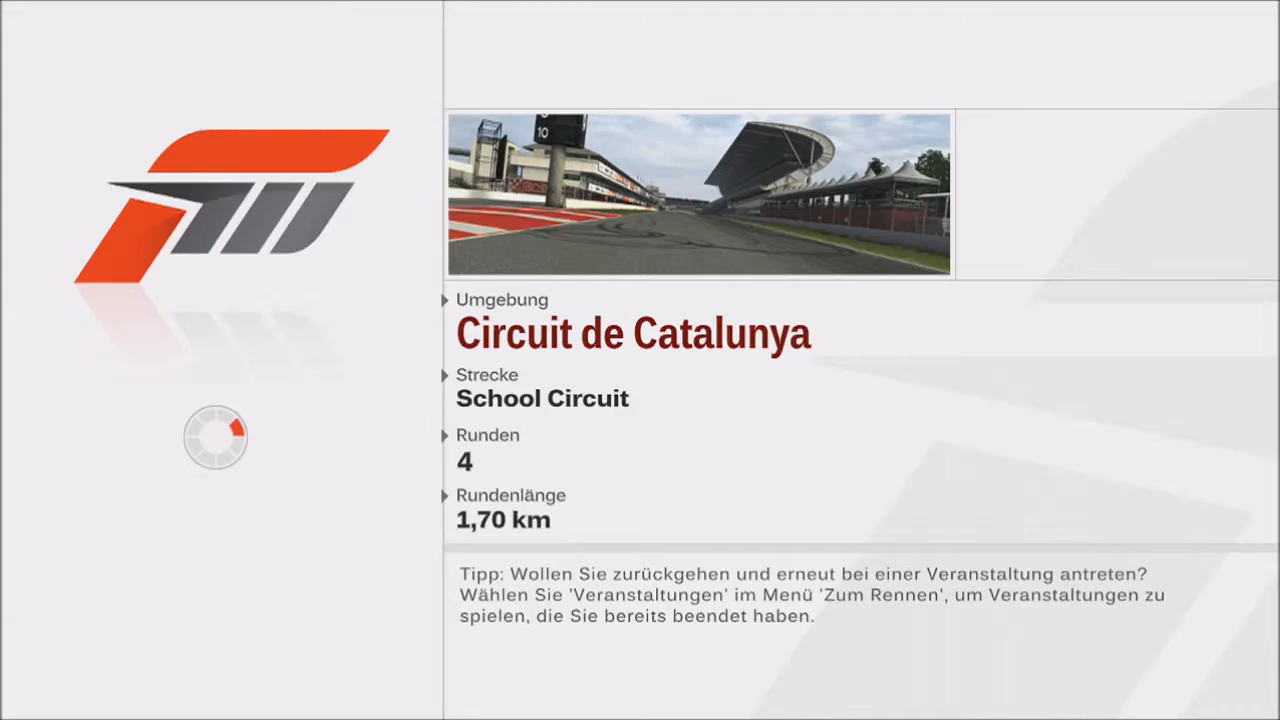 10
Umgebung
Circuit de Catalunya
Strecke
School Circuit
Runden
4
Rundenlänge
1,70 km
Tipp: Wollen Sie zurückgehen und erneut bei einer Veranstaltung antreten?
Wählen Sie 'Veranstaltungen' im Menü 'Zum Rennen', um Veranstaltungen zu
spielen, die Sie bereits beendet haben.